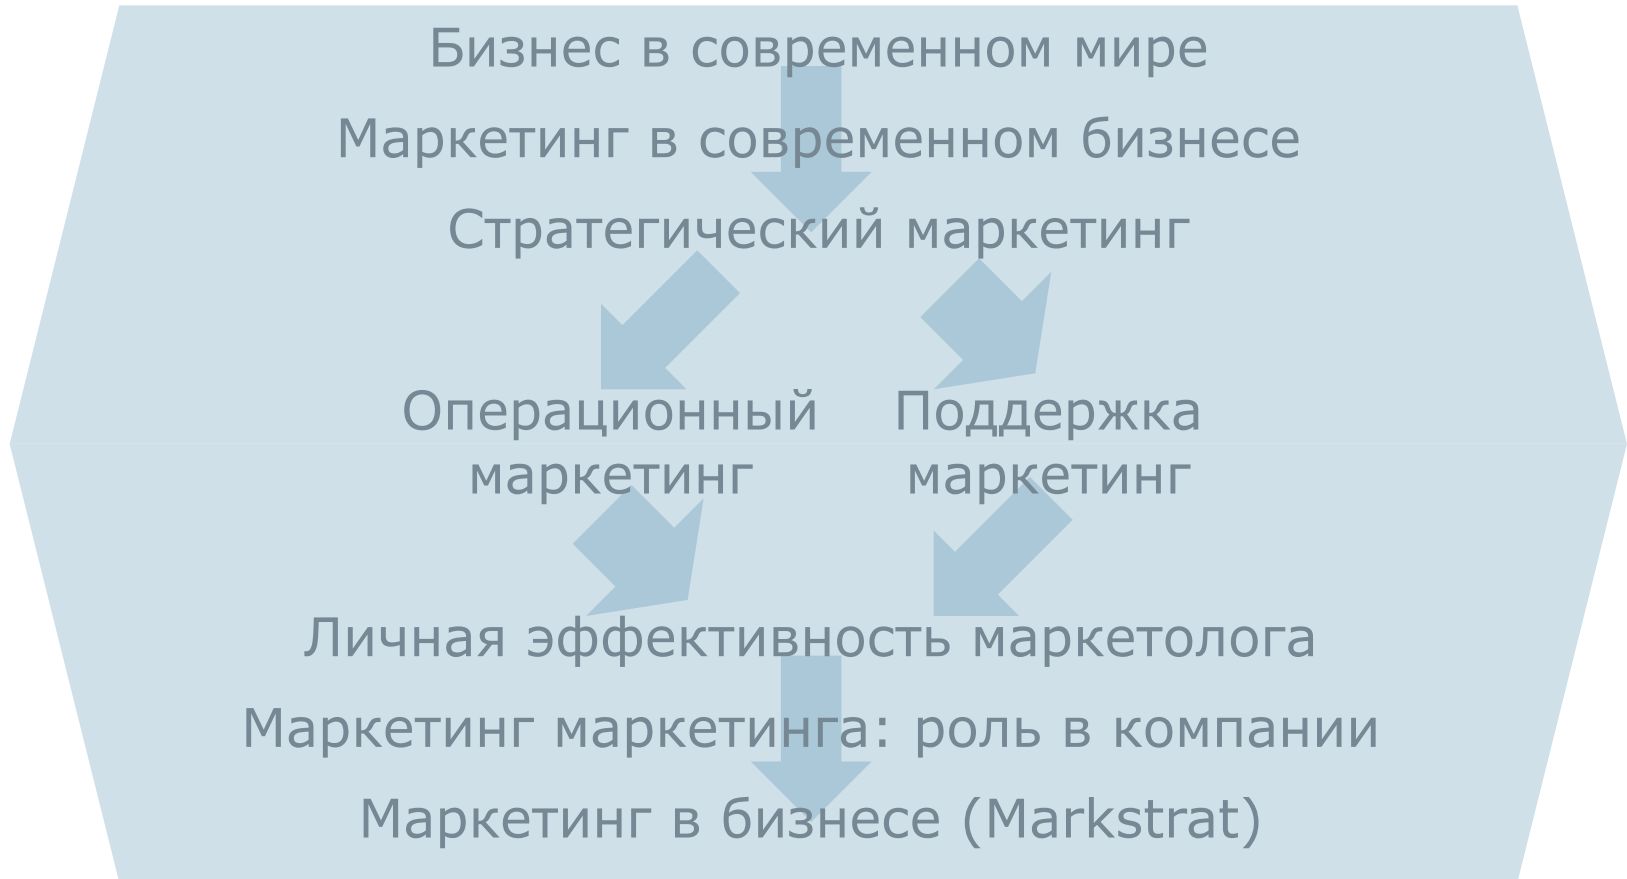 Бизнес в современном мире
Маркетинг в современном бизнесе
Стратегический маркетинг
Операционный маркетинг
Поддержка маркетинг
Личная эффективность маркетолога
Маркетинг маркетинга: роль в компании
Маркетинг в бизнесе (Markstrat)